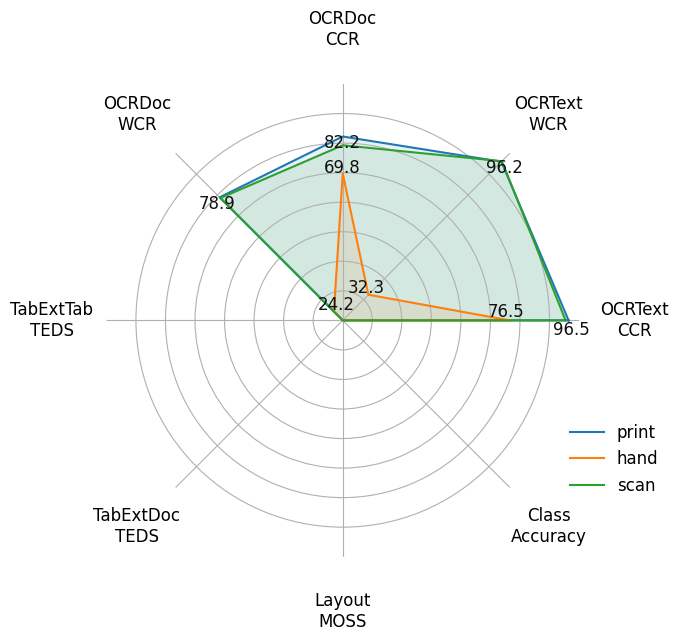 OCRDoc
CCR
OCRDoc
WCR
OCRText
WCR
82.2
96.2
69.8
78.9
32.3
24.2
76.5
TabExtTab
TEDS
OCRText
CCR
96.5
print
hand
scan
TabExtDoc
TEDS
Class
Accuracy
Layout
MOSS